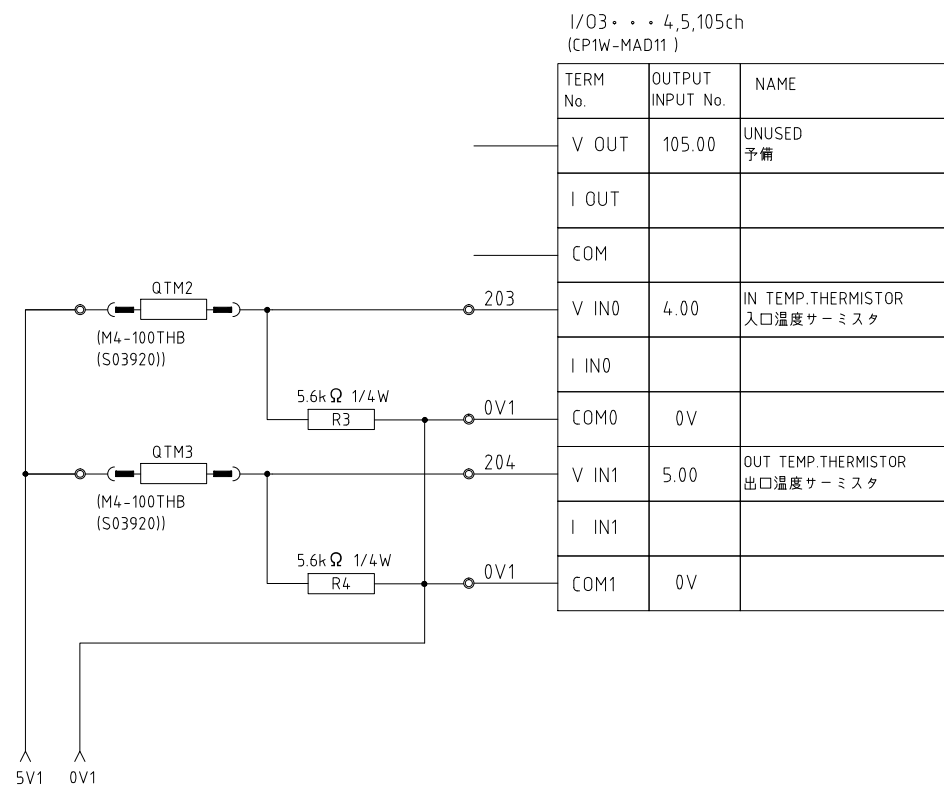 I/O3・・・4,5,105ch
(CP1W-MAD11 )
TERM No. OUTPUT INPUT No. NAME
V OUT 105.00 UNUSED
予備
I OUT
COM
QTM2
(M4-100THB
(S03920))
203
V IN0 4.00 IN TEMP.THERMISTOR
入口温度サーミスタ
I IN0
5.6kΩ 1/4W
R3
0V1
COM0 0V
QTM3
(M4-100THB
(S03920))
204
V IN1 5.00 OUT TEMP.THERMISTOR
出口温度サーミスタ
I IN1
5.6kΩ 1/4W
R4
0V1
COM1 0V
5V1 0V1